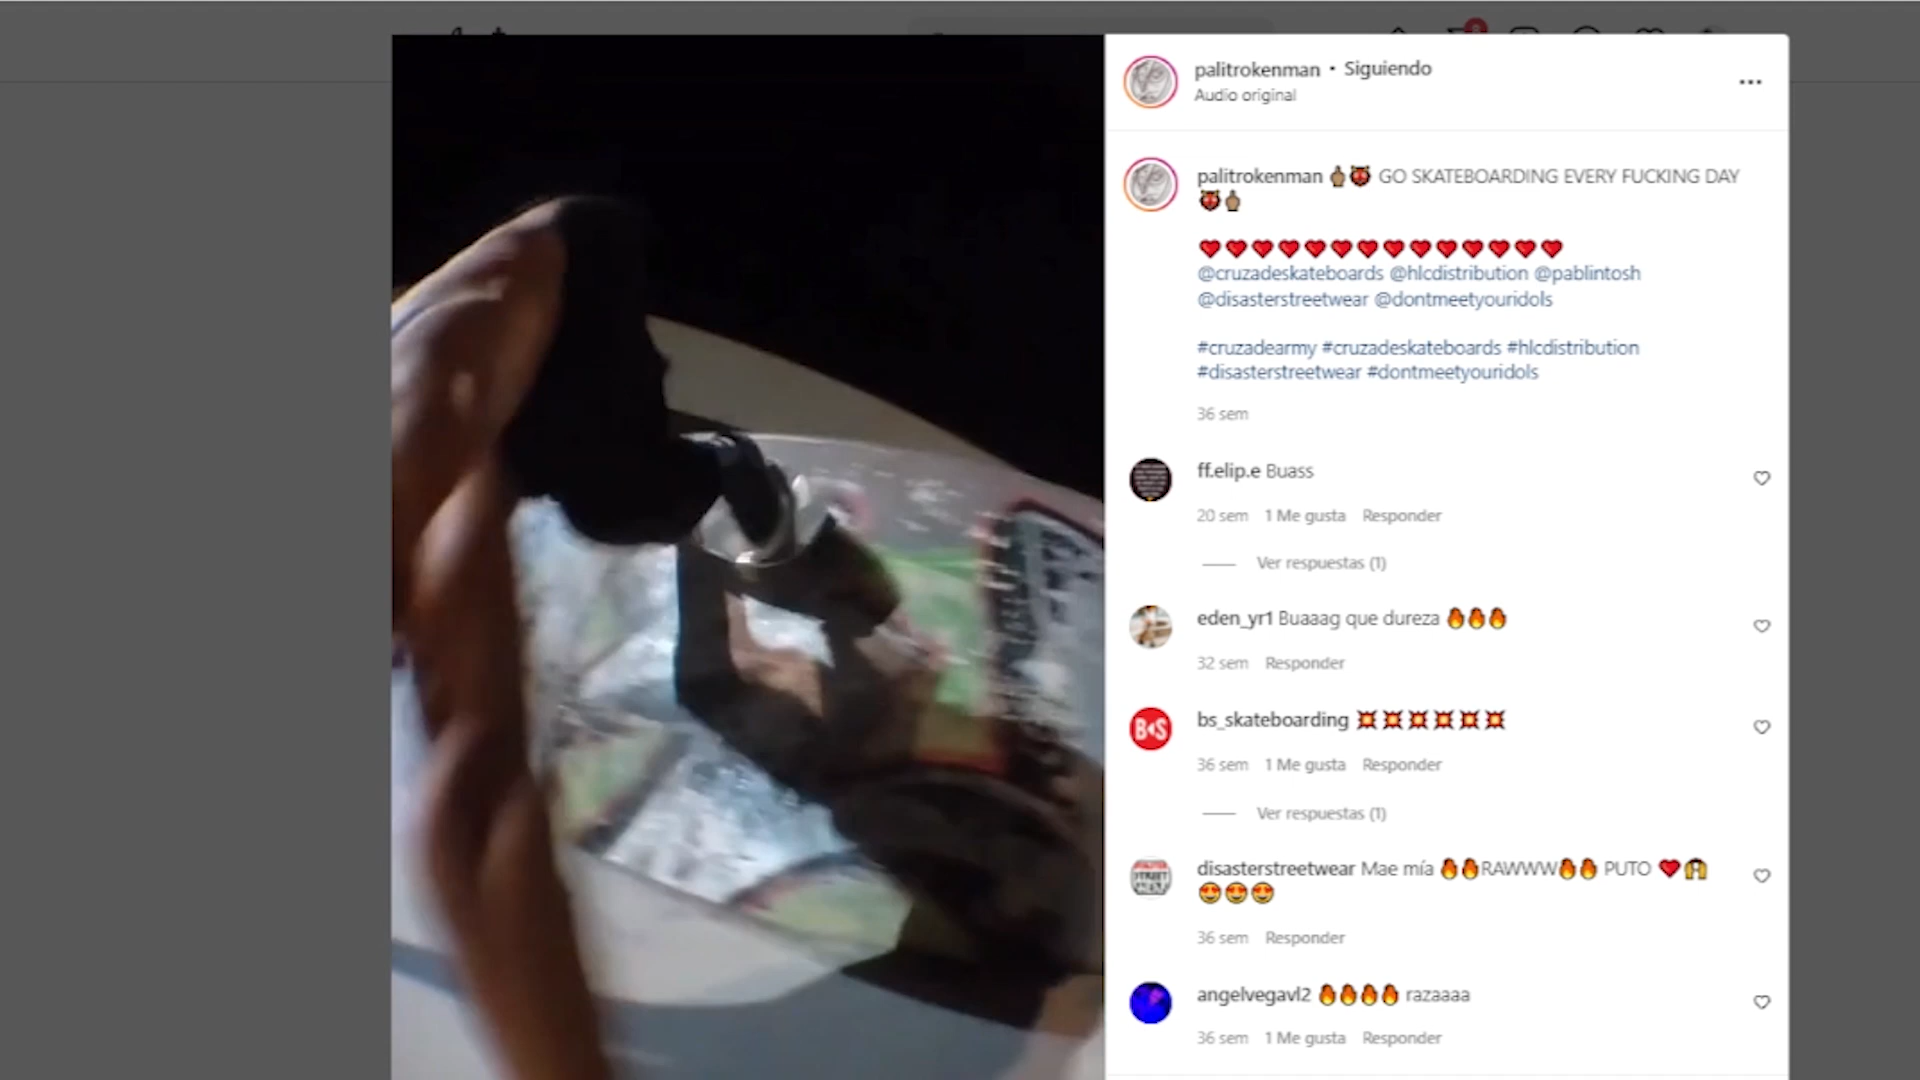 palitrokenman • Siguiendo
Audio original
palitrokenman 🖕🏽👹 GO SKATEBOARDING EVERY FUCKING DAY
👹🖕🏽
❤️❤️❤️❤️❤️❤️❤️❤️❤️❤️❤️❤️❤️❤️
@cruzadeskateboards @hlcdistribution @pablintosh
@disasterstreetwear @dontmeetyouridols
#cruzadearmy #cruzadeskateboards #hlcdistribution
#disasterstreetwear #dontmeetyouridols
36 sem
ff.elip.e Buass
20 sem 1 Me gusta Responder
Ver respuestas (1)
eden_yr1 Buaaag que dureza 🔥🔥🔥
32 sem Responder
B&S
bs_skateboarding 💥💥💥💥💥💥
36 sem 1 Me gusta Responder
Ver respuestas (1)
disasterstreetwear Mae mía 🔥🔥RAWWW🔥🔥 PUTO ❤️😱
😍😍😍
36 sem Responder
angelvegavl2 🔥🔥🔥🔥 razaaaa
36 sem 1 Me gusta Responder